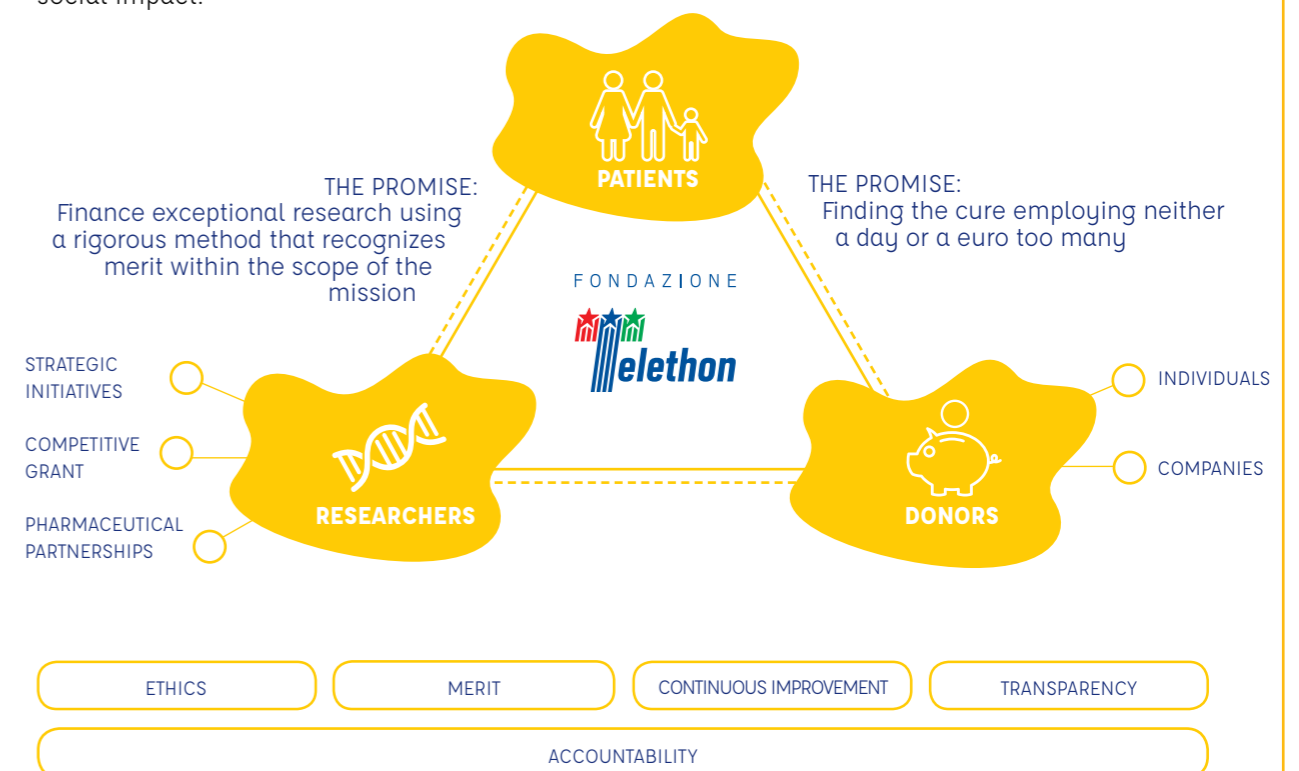 social impact.
PATIENTS
THE PROMISE:
Finance exceptional research using
a rigorous method that recognizes
merit within the scope of the
mission
THE PROMISE:
Finding the cure employing neither
a day or a euro too many
FONDAZIONE
Telethon
STRATEGIC
INITIATIVES
COMPETITIVE
GRANT
PHARMACEUTICAL
PARTNERSHIPS
RESEARCHERS
DONORS
INDIVIDUALS
COMPANIES
ETHICS
MERIT
CONTINUOUS IMPROVEMENT
TRANSPARENCY
ACCOUNTABILITY